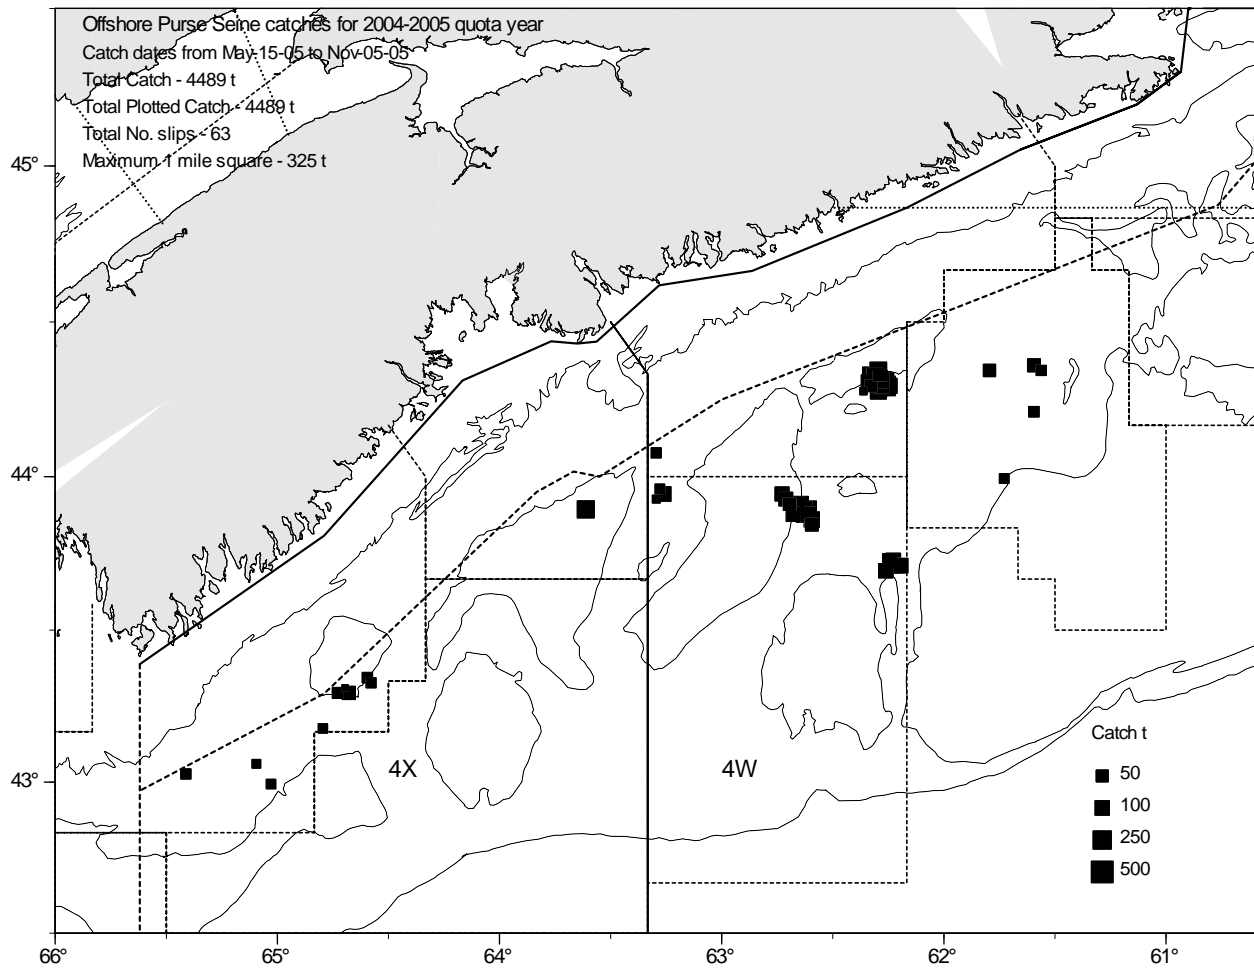 Offshore Purse Seine catches for 2004-2005 quota year
Catch dates from May-15-05 to Nov-05-05
Total Catch - 4489 t
Total Plotted Catch - 4489 t
Total No. slips - 63
Maximum 1 mile square - 325 t
45°
44°
43°
4X
4W
Catch t
50
100
250
500
66°
65°
64°
63°
62°
61°